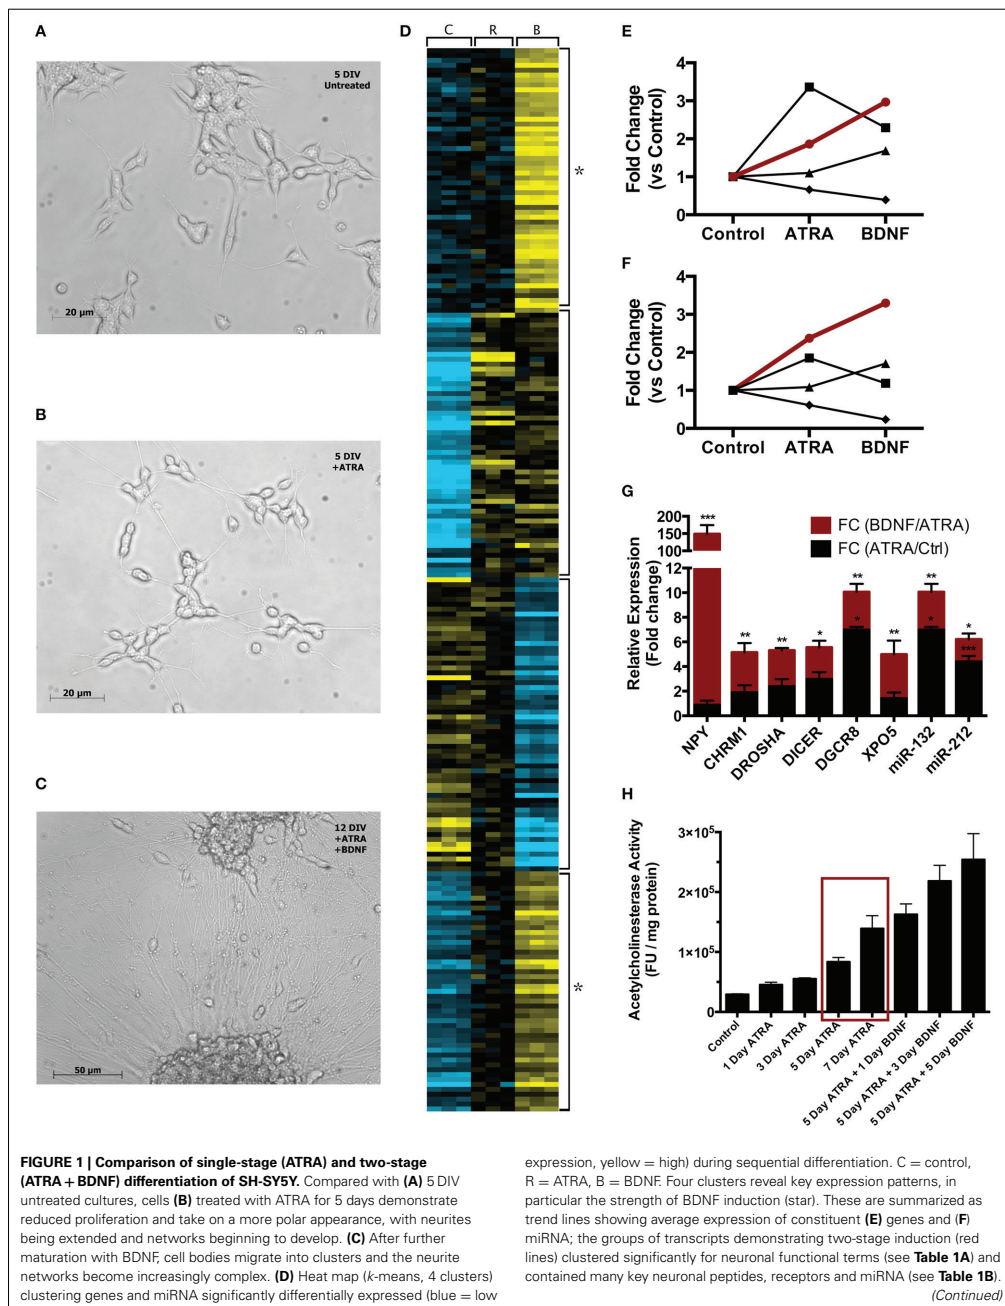 A
5 DIV
Untreated
20 µm
B
5 DIV
+ATRA
20 µm
C
12 DIV
+ATRA
+BDNF
50 µm
D
C R B
*
*
E
4
3
2
1
0
Fold Change
(vs Control)
Control ATRA BDNF
F
4
3
2
1
0
Fold Change
(vs Control)
Control ATRA BDNF
G
200
150
100
12
10
8
6
4
2
0
Relative Expression
(Fold change)
FC (BDNF/ATRA)
FC (ATRA/Ctrl)
*** ** ** * ** * ** ** * * ***
NPY CHRM1 DROSHA DICER DGCR8 XPO5 miR-132 miR-212
H
3×10⁵
2×10⁵
1×10⁵
0
Acetylcholinesterase Activity
(FU / mg protein)
Control
1 Day ATRA
3 Day ATRA
5 Day ATRA
7 Day ATRA
5 Day ATRA + 1 Day BDNF
5 Day ATRA + 3 Day BDNF
5 Day ATRA + 5 Day BDNF
FIGURE 1 | Comparison of single-stage (ATRA) and two-stage
(ATRA + BDNF) differentiation of SH-SY5Y. Compared with (A) 5 DIV
untreated cultures, cells (B) treated with ATRA for 5 days demonstrate
reduced proliferation and take on a more polar appearance, with neurites
being extended and networks beginning to develop. (C) After further
maturation with BDNF, cell bodies migrate into clusters and the neurite
networks become increasingly complex. (D) Heat map (k-means, 4 clusters)
clustering genes and miRNA significantly differentially expressed (blue = low
expression, yellow = high) during sequential differentiation. C = control,
R = ATRA, B = BDNF. Four clusters reveal key expression patterns, in
particular the strength of BDNF induction (star). These are summarized as
trend lines showing average expression of constituent (E) genes and (F)
miRNA; the groups of transcripts demonstrating two-stage induction (red
lines) clustered significantly for neuronal functional terms (see Table 1A) and
contained many key neuronal peptides, receptors and miRNA (see Table 1B).
(Continued)